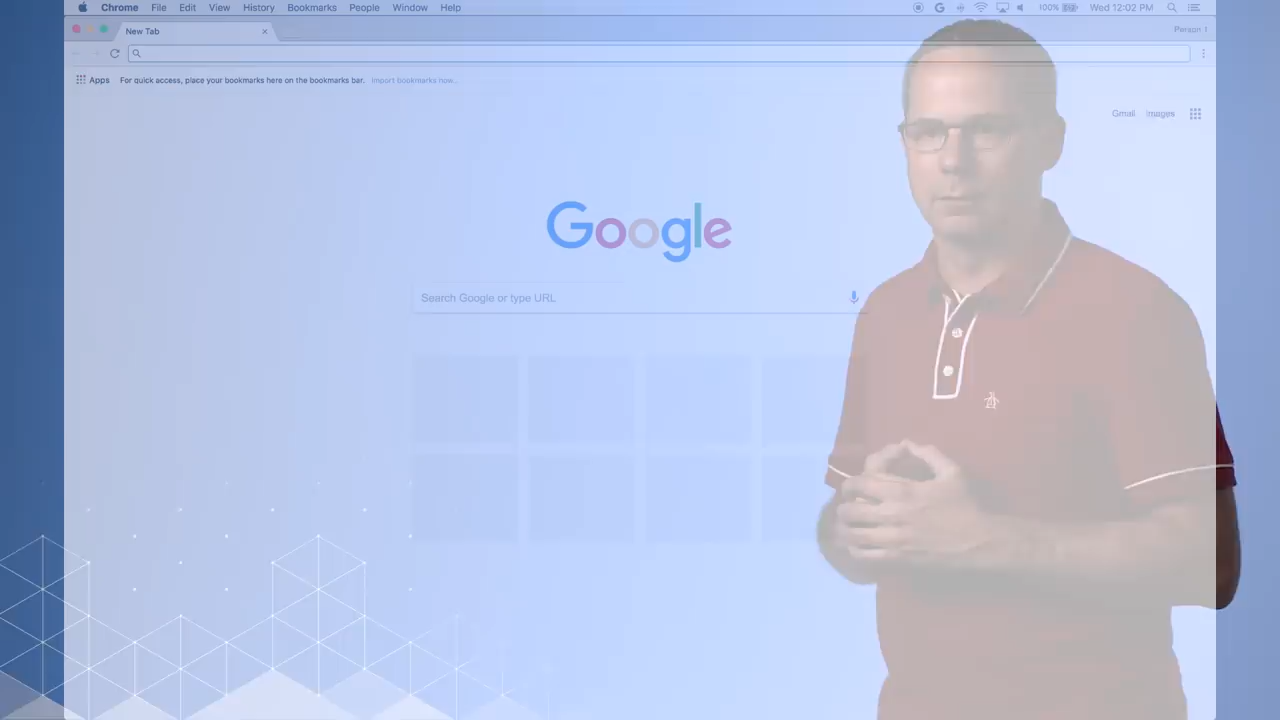 Chrome File Edit View History Bookmarks People Window Help 100% Wed 12:02 PM
New Tab Person 1
Apps For quick access, place your bookmarks here on the bookmarks bar. Import bookmarks now...
Gmail Images
Google
Search Google or type URL